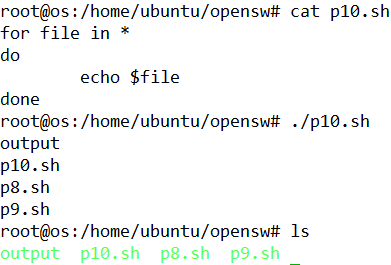 root@os:/home/ubuntu/opensw# cat p10.sh
for file in *
do
        echo $file
done
root@os:/home/ubuntu/opensw# ./p10.sh
output
p10.sh
p8.sh
p9.sh
root@os:/home/ubuntu/opensw# ls
output  p10.sh  p8.sh  p9.sh _